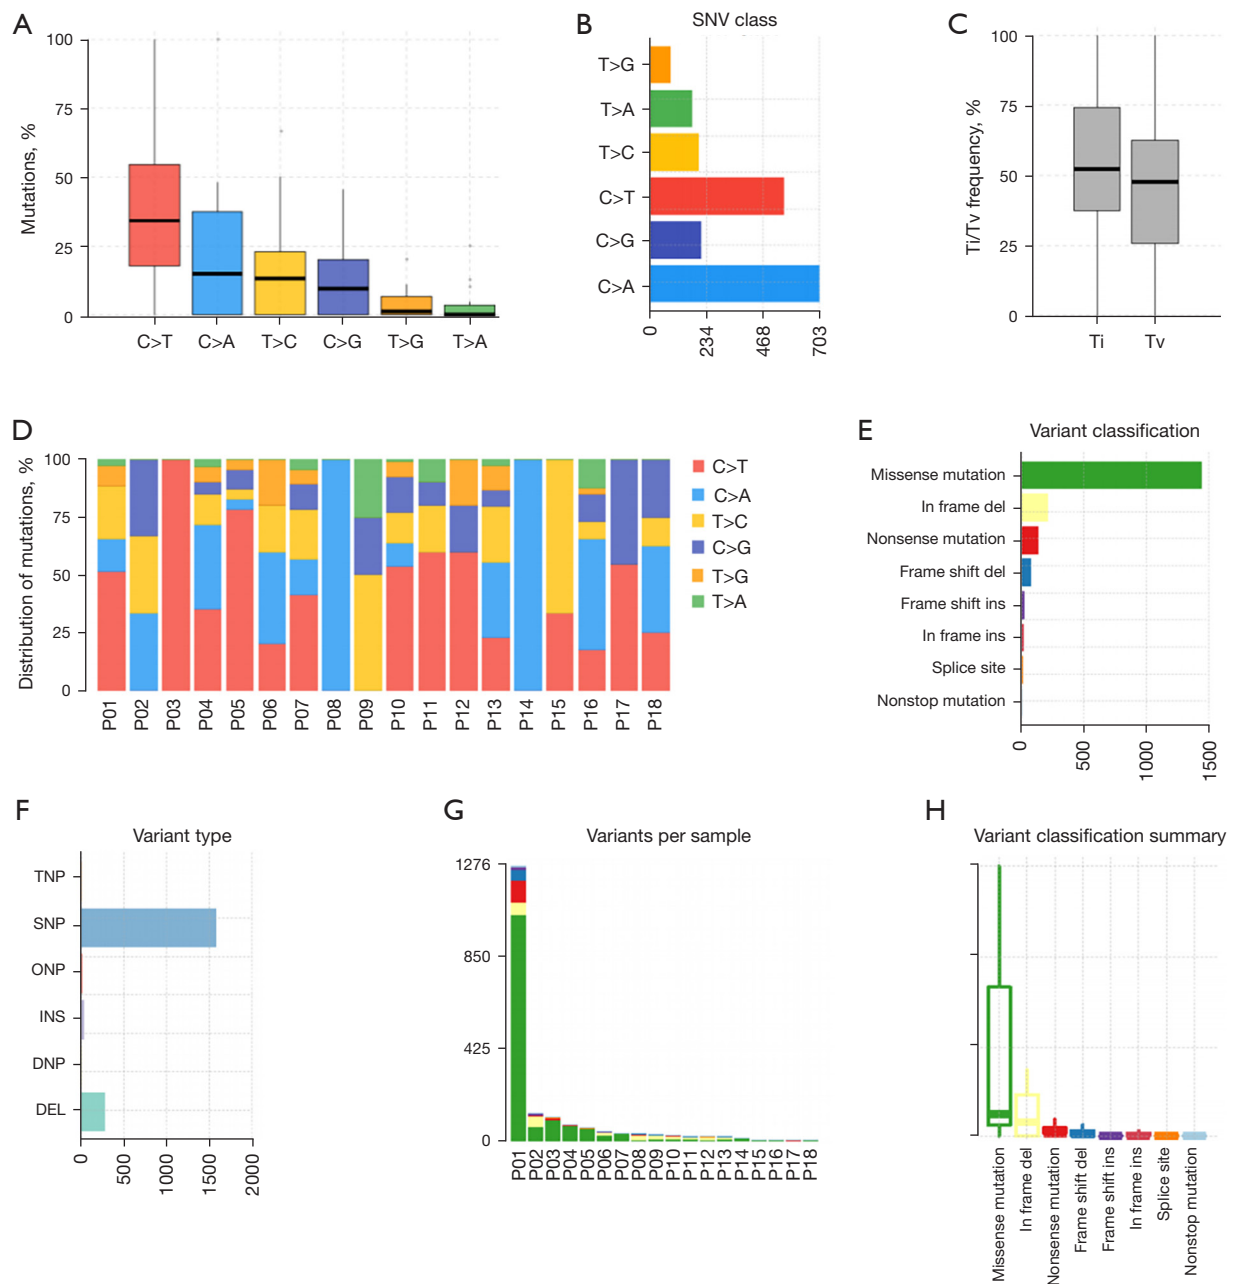 A
Mutations, %
100
75
50
25
0
C>T C>A T>C C>G T>G T>A
B
SNV class
T>G
T>A
T>C
C>T
C>G
C>A
0 234 468 703
C
Ti/Tv frequency, %
100
75
50
25
0
Ti Tv
D
Distribution of mutations, %
100
75
50
25
0
P01 P02 P03 P04 P05 P06 P07 P08 P09 P10 P11 P12 P13 P14 P15 P16 P17 P18
C>T
C>A
T>C
C>G
T>G
T>A
E
Variant classification
Missense mutation
In frame del
Nonsense mutation
Frame shift del
Frame shift ins
In frame ins
Splice site
Nonstop mutation
0 500 1000 1500
F
Variant type
TNP
SNP
ONP
INS
DNP
DEL
0 500 1000 1500 2000
G
Variants per sample
1276
850
425
0
P01 P02 P03 P04 P05 P06 P07 P08 P09 P10 P11 P12 P13 P14 P15 P16 P17 P18
H
Variant classification summary
Missense mutation
In frame del
Nonsense mutation
Frame shift del
Frame shift ins
In frame ins
Splice site
Nonstop mutation